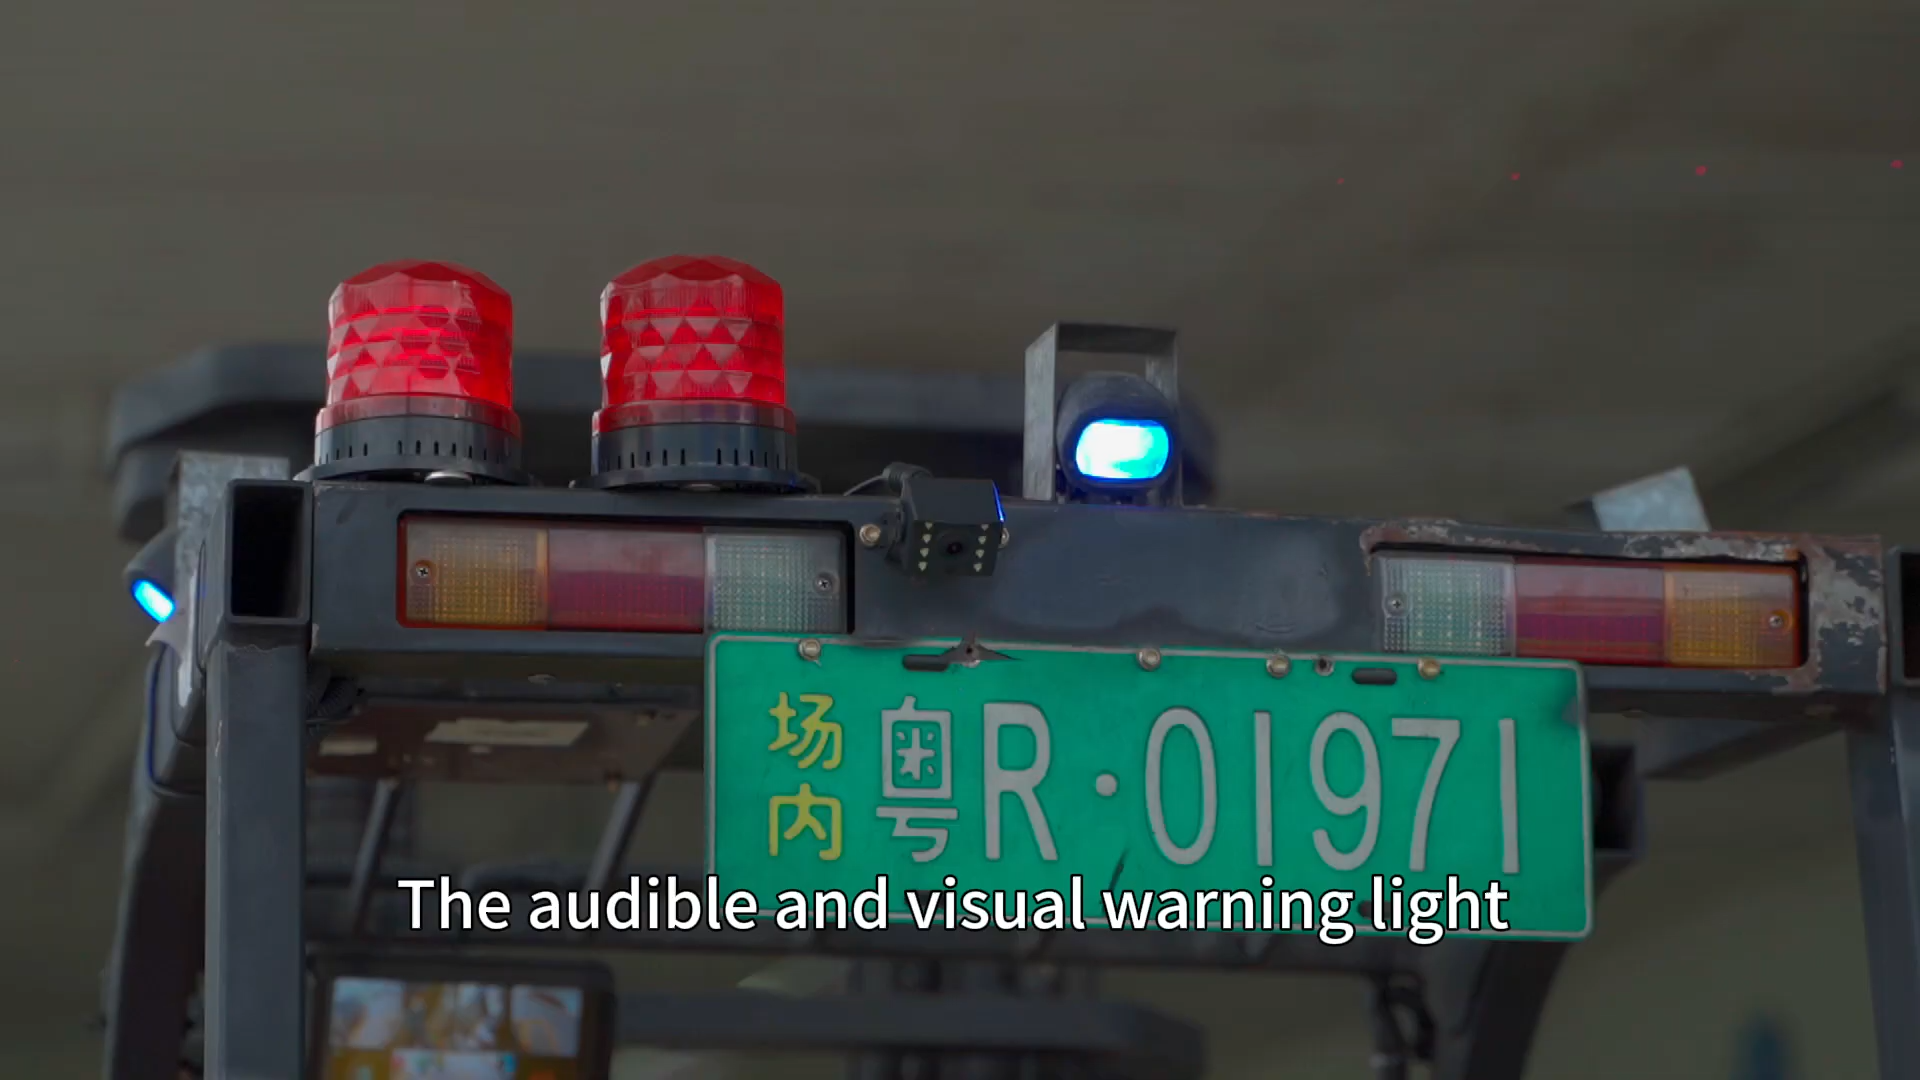 场内
粤R·01971
The audible and visual warning light